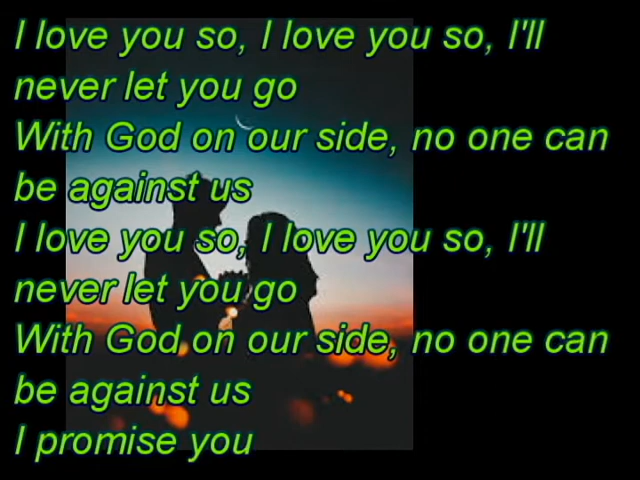 I love you so, I love you so, I'll
never let you go
With God on our side, no one can
be against us
I love you so, I love you so, I'll
never let you go
With God on our side, no one can
be against us
I promise you